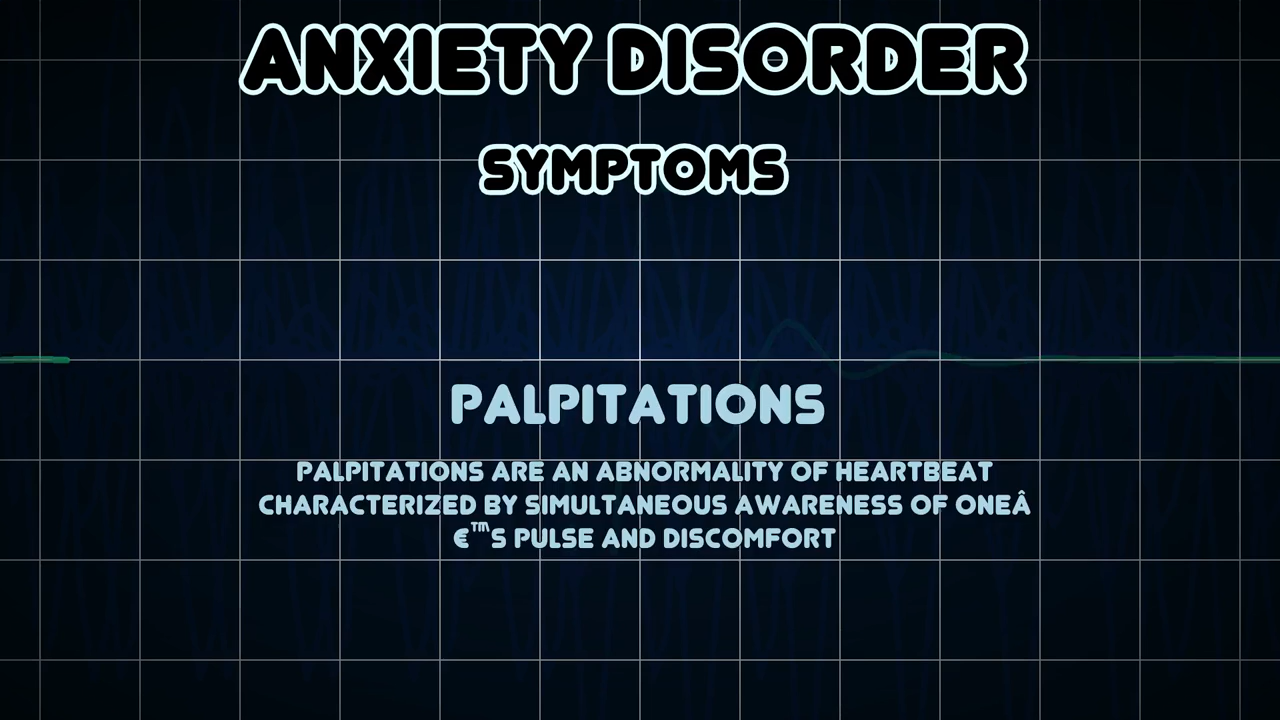 ANXIETY DISORDER
SYMPTOMS
PALPITATIONS
PALPITATIONS ARE AN ABNORMALITY OF HEARTBEAT
CHARACTERIZED BY SIMULTANEOUS AWARENESS OF ONEÂ
€™S PULSE AND DISCOMFORT